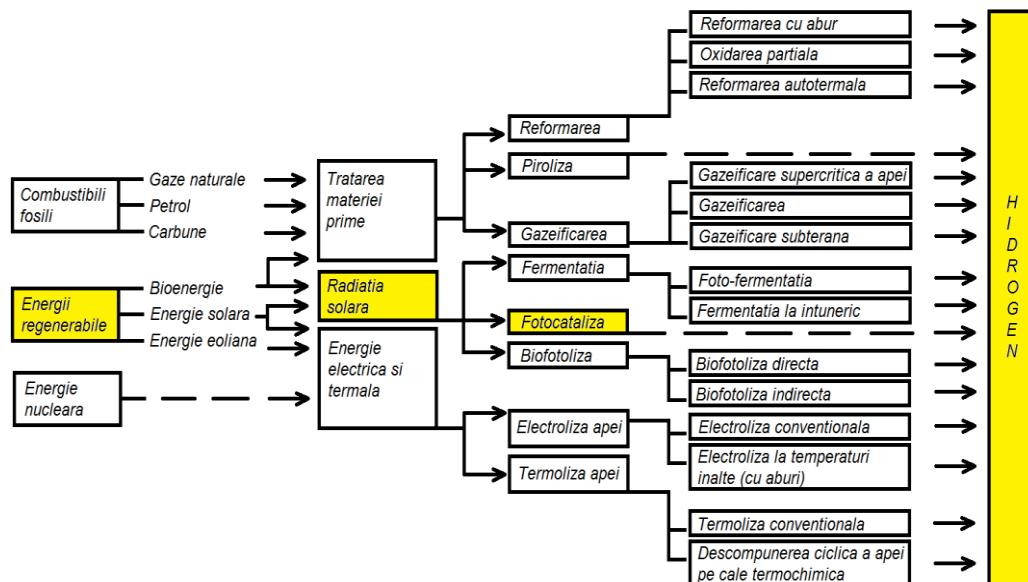 Combustibili
fosili
Gaze naturale
Petrol
Carbune
Energii
regenerabile
Bioenergie
Energie solara
Energie eoliana
Energie
nucleara
Tratarea
materiei
prime
Radiatia
solara
Energie
electrica si
termala
Reformarea
Piroliza
Gazeificarea
Fermentatia
Fotocataliza
Biofotoliza
Electroliza apei
Termoliza apei
Reformarea cu abur
Oxidarea partiala
Reformarea autotermala
Gazeificare supercritica a apei
Gazeificarea
Gazeificare subterana
Foto-fermentatia
Fermentatia la intuneric
Biofotoliza directa
Biofotoliza indirecta
Electroliza conventionala
Electroliza la temperaturi
inalte (cu aburi)
Termoliza conventionala
Descompunerea ciclica a apei
pe cale termochimica
HIDROGEN